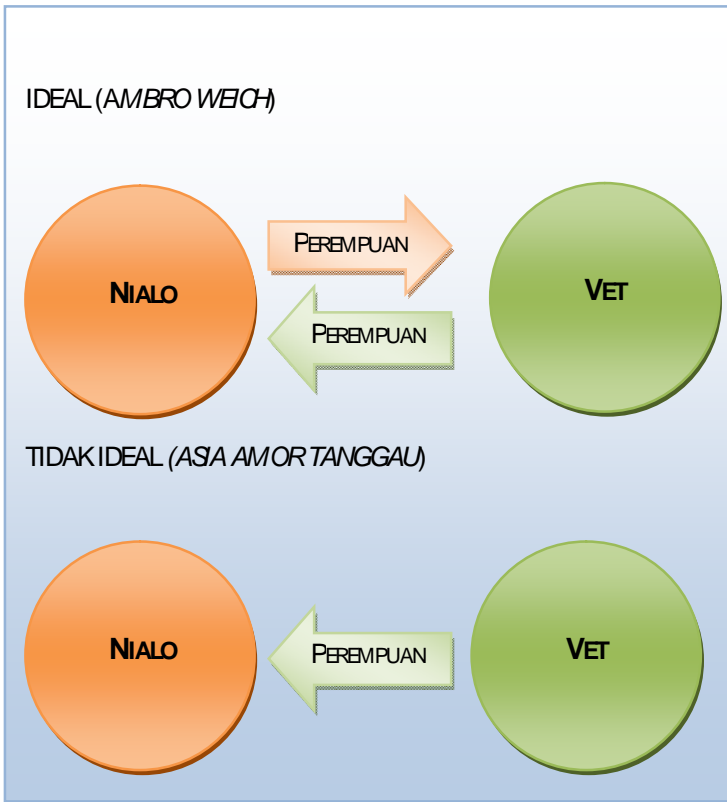 IDEAL (AMBRO WEICH)
PEREMPUAN
NIALO
VET
PEREMPUAN
TIDAK IDEAL (ASIA AMOR TANGGAU)
NIALO
PEREMPUAN
VET